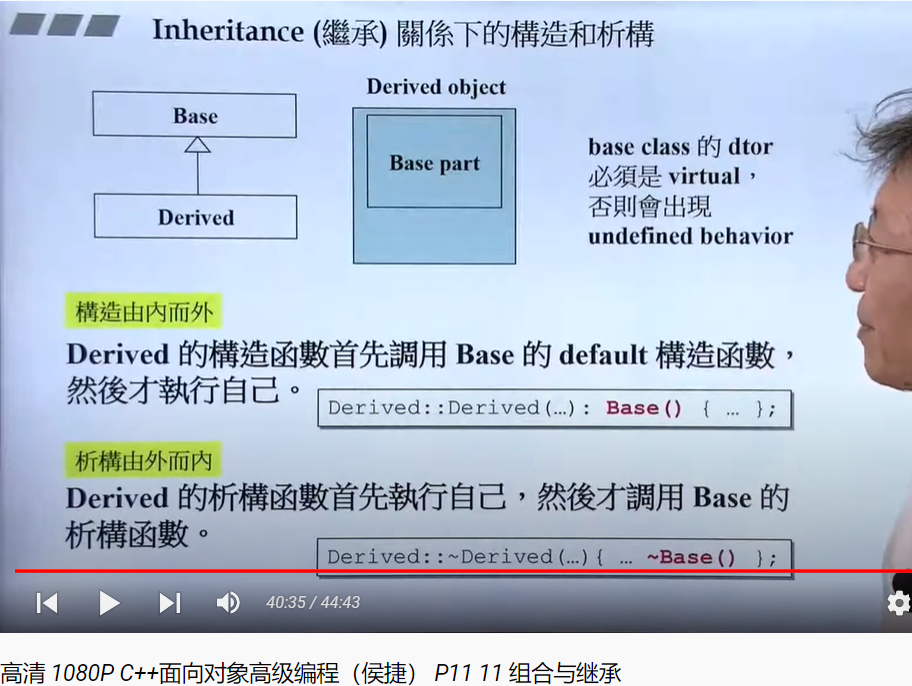 Inheritance (繼承) 關係下的構造和析構
Base
Derived
Derived object
Base part
base class 的 dtor
必須是 virtual，
否則會出現
undefined behavior
構造由內而外
Derived 的構造函數首先調用 Base 的 default 構造函數，
然後才執行自己。
Derived::Derived(…): Base() { … };
析構由外而內
Derived 的析構函數首先執行自己，然後才調用 Base 的
析構函數。
Derived::~Derived(…){ … ~Base() };
40:35 / 44:43
高清 1080P C++面向对象高级编程（侯捷） P11 11 组合与继承